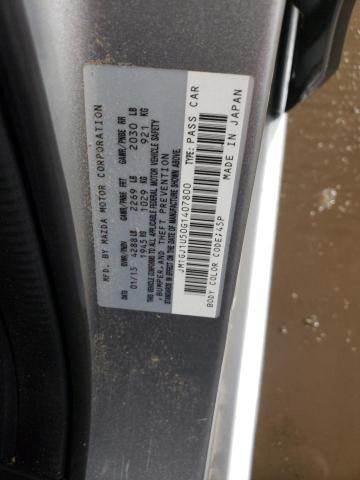 MFD. BY MAZDA MOTOR CORPORATION
DATE GVWR/PNBV GAWR/PNBE FRT GAWR/PNBE RR
01/15 4288 LB 2269 LB 2030 LB
1945 KG 1029 KG 921 KG
THIS VEHICLE CONFORMS TO ALL APPLICABLE FEDERAL MOTOR VEHICLE SAFETY
,BUMPER,AND THEFT PREVENTION
STANDARDS IN EFFECT ON THE DATE OF MANUFACTURE SHOWN ABOVE.
JM1GJ1U50G1407800 TYPE: PASS CAR
BODY COLOR CODE;45P MADE IN JAPAN